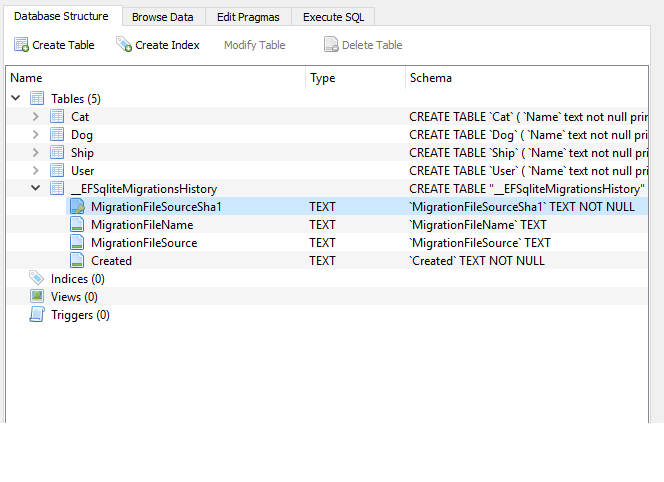 Database Structure Browse Data Edit Pragmas Execute SQL
Create Table Create Index Modify Table Delete Table
Name Type Schema
Tables (5)
Cat CREATE TABLE `Cat` ( `Name` text not null pri
Dog CREATE TABLE `Dog` ( `Name` text not null pri
Ship CREATE TABLE `Ship` ( `Name` text not null pri
User CREATE TABLE `User` ( `Name` text not null pri
__EFSqliteMigrationsHistory CREATE TABLE "__EFSqliteMigrationsHistory"
MigrationFileSourceSha1 TEXT `MigrationFileSourceSha1` TEXT NOT NULL
MigrationFileName TEXT `MigrationFileName` TEXT
MigrationFileSource TEXT `MigrationFileSource` TEXT
Created TEXT `Created` TEXT NOT NULL
Indices (0)
Views (0)
Triggers (0)